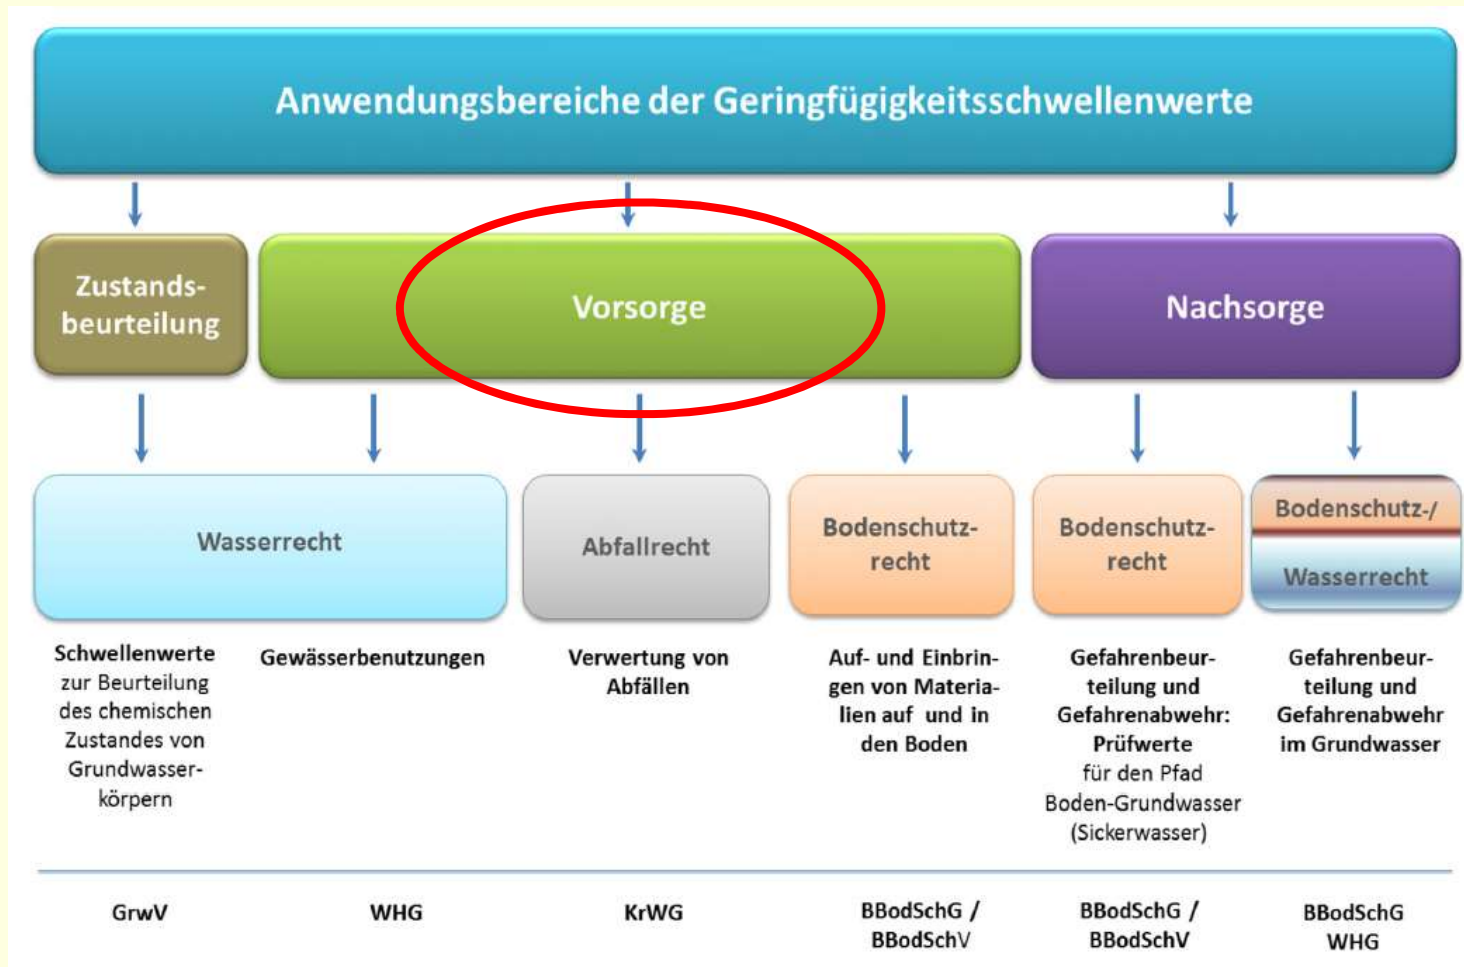 Anwendungsbereiche der Geringfügigkeitsschwellenwerte
Zustands-
beurteilung
Vorsorge
Nachsorge
Wasserrecht
Abfallrecht
Bodenschutz-
recht
Bodenschutz-
recht
Bodenschutz-/
Wasserrecht
Schwellenwerte
zur Beurteilung
des chemischen
Zustandes von
Grundwasser-
körpern
Gewässerbenutzungen
Verwertung von
Abfällen
Auf- und Einbrin-
gen von Materia-
lien auf und in
den Boden
Gefahrenbeur-
teilung und
Gefahrenabwehr:
Prüfwerte
für den Pfad
Boden-Grundwasser
(Sickerwasser)
Gefahrenbeur-
teilung und
Gefahrenabwehr
im Grundwasser
GrwV
WHG
KrWG
BBodSchG /
BBodSchV
BBodSchG /
BBodSchV
BBodSchG
WHG